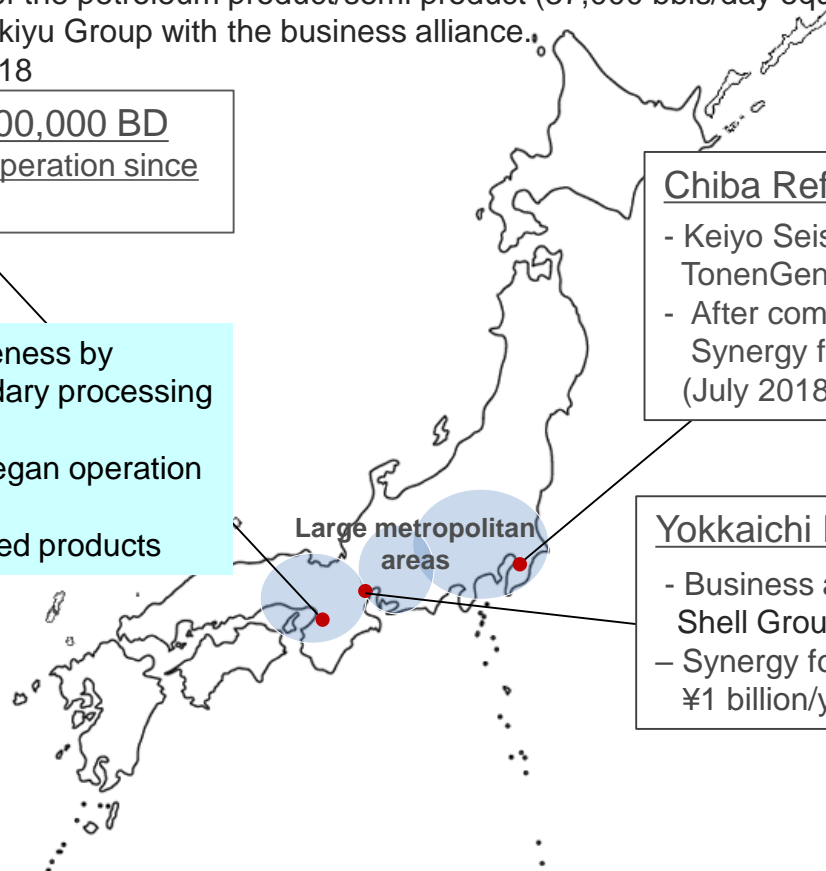 the petroleum product/semi product (37,000 bbls/day equ
kiyu Group with the business alliance.
18
00,000 BD
peration since
eness by
dary processing
egan operation
ed products
Chiba Ref
- Keiyo Seis
TonenGen
- After com
Synergy f
(July 2018
Large metropolitan
areas
Yokkaichi
- Business a
Shell Grou
– Synergy fo
¥1 billion/y